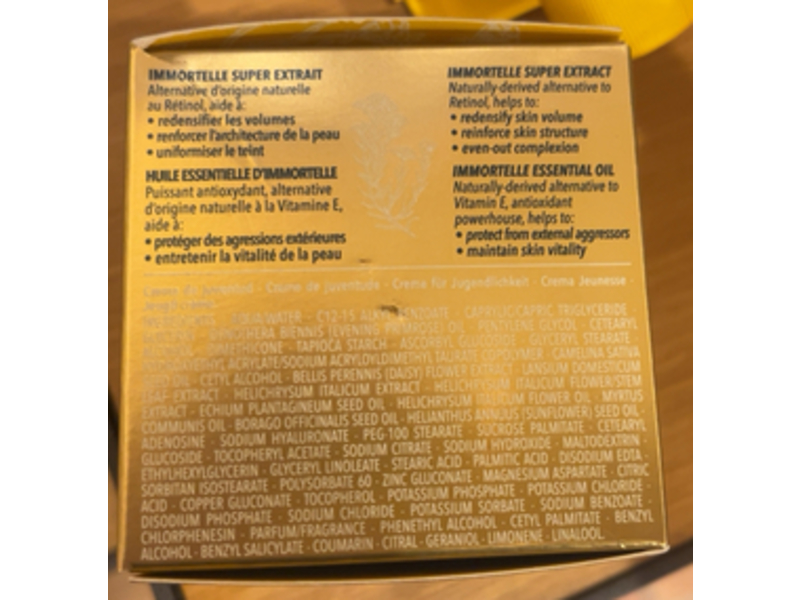 IMMORTELLE SUPER EXTRAIT
Alternative d'origine naturelle
au Rétinol, aide à:
• redensifier les volumes
• renforcer l'architecture de la peau
• uniformiser le teint
HUILE ESSENTIELLE D'IMMORTELLE
Puissant antioxydant, alternative
d'origine naturelle à la Vitamine E,
aide à:
• protéger des agressions extérieures
• entretenir la vitalité de la peau
IMMORTELLE SUPER EXTRACT
Naturally-derived alternative to
Retinol, helps to:
• redensify skin volume
• reinforce skin structure
• even-out complexion
IMMORTELLE ESSENTIAL OIL
Naturally-derived alternative to
Vitamin E, antioxidant
powerhouse, helps to:
• protect from external aggressors
• maintain skin vitality
de Juventud - Creme de Juventude - Creme für Jugendlichkeit - Crema Jeunesse -
AQUA/WATER - C12-15 ALKYL BENZOATE - CAPRYLIC/CAPRIC TRIGLYCERIDE
BIENNIS (EVENING PRIMROSE) OIL - PENTYLENE GLYCOL - CETEARYL
ALCOHOL - DIMETHICONE - TAPIOCA STARCH - ASCORBYL GLUCOSIDE - GLYCERYL STEARATE -
ACRYLATE/SODIUM ACRYLOYLDIMETHYL TAURATE COPOLYMER - CAMELINA SATIVA
SEED OIL - CETYL ALCOHOL - BELLIS PERENNIS (DAISY) FLOWER EXTRACT - LANSIUM DOMESTICUM
LEAF EXTRACT - HELICHRYSUM ITALICUM EXTRACT - HELICHRYSUM ITALICUM FLOWER/STEM
EXTRACT - ECHIUM PLANTAGINEUM SEED OIL - HELICHRYSUM ITALICUM FLOWER OIL - MYRTUS
COMMUNIS OIL - BORAGO OFFICINALIS SEED OIL - HELIANTHUS ANNUUS (SUNFLOWER) SEED OIL -
ADENOSINE - SODIUM HYALURONATE - PEG-100 STEARATE - SUCROSE PALMITATE - CETEARYL
GLUCOSIDE - TOCOPHERYL ACETATE - SODIUM CITRATE - SODIUM HYDROXIDE - MALTODEXTRIN -
ETHYLHEXYLGLYCERIN - GLYCERYL LINOLEATE - STEARIC ACID - PALMITIC ACID - DISODIUM EDTA -
SORBITAN ISOSTEARATE - POLYSORBATE 60 - ZINC GLUCONATE - MAGNESIUM ASPARTATE - CITRIC
ACID - COPPER GLUCONATE - TOCOPHEROL - POTASSIUM PHOSPHATE - POTASSIUM CHLORIDE -
DISODIUM PHOSPHATE - SODIUM CHLORIDE - POTASSIUM SORBATE - SODIUM BENZOATE -
CHLORPHENESIN - PARFUM/FRAGRANCE - PHENETHYL ALCOHOL - CETYL PALMITATE - BENZYL
ALCOHOL - BENZYL SALICYLATE - COUMARIN - CITRAL - GERANIOL - LIMONENE - LINALOOL.